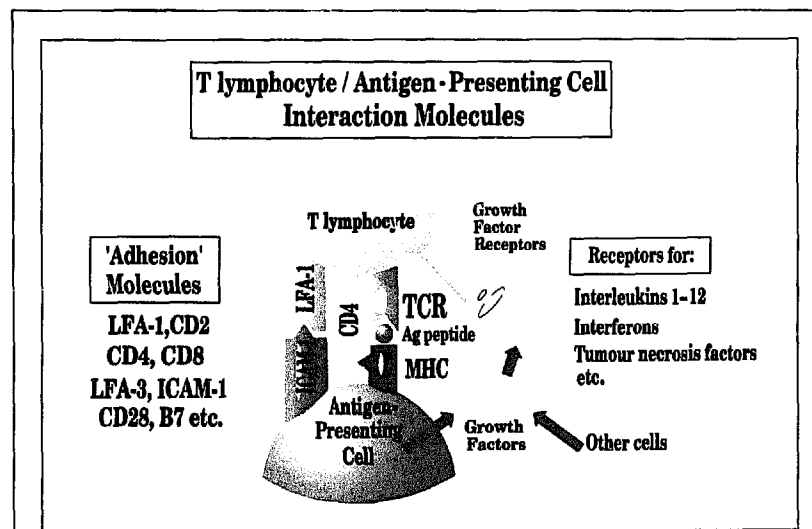 T lymphocyte / Antigen-Presenting Cell
Interaction Molecules
'Adhesion'
Molecules
LFA-1,CD2
CD4, CD8
LFA-3, ICAM-1
CD28, B7 etc.
T lymphocyte
Growth
Factor
Receptors
LFA-1
CD4
TCR
Ag peptide
MHC
ICAM-1
Antigen-
Presenting
Cell
Growth
Factors
Receptors for:
Interleukins 1-12
Interferons
Tumour necrosis factors
etc.
Other cells